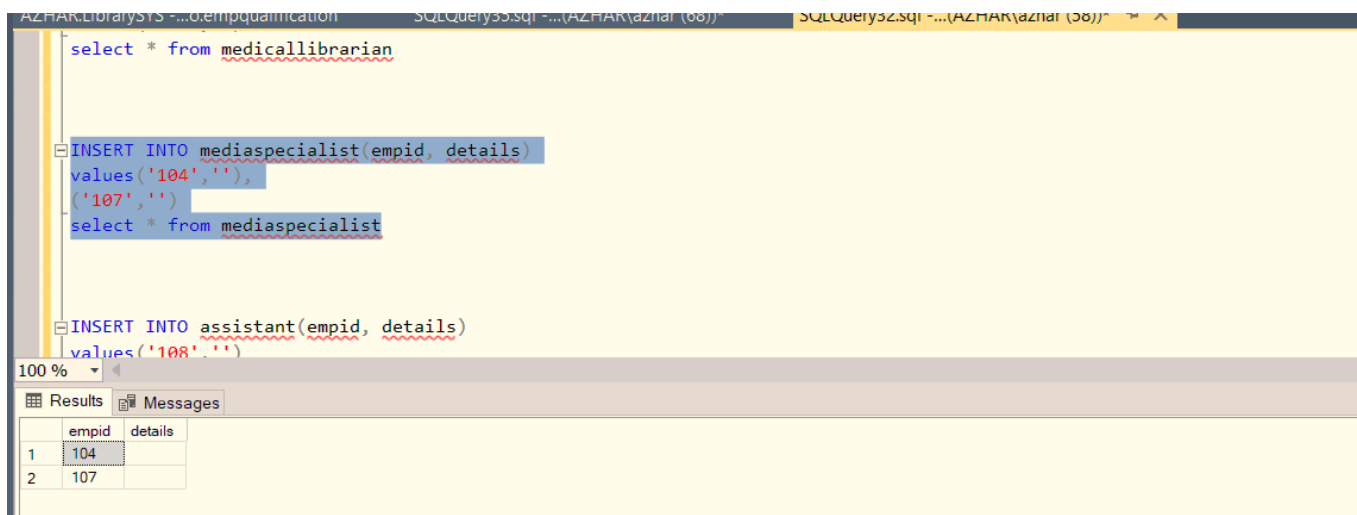 AZHAR.LibrarySYS -...o.empqualification SQLQuery35.sql -...(AZHAR\azhar (68))* SQLQuery32.sql -...(AZHAR\azhar (58))*
select * from medicallibrarian
INSERT INTO mediaspecialist(empid, details)
values('104',''),
('107','')
select * from mediaspecialist
INSERT INTO assistant(empid, details)
values('108','')
100 %
Results Messages
empid details
1 104
2 107